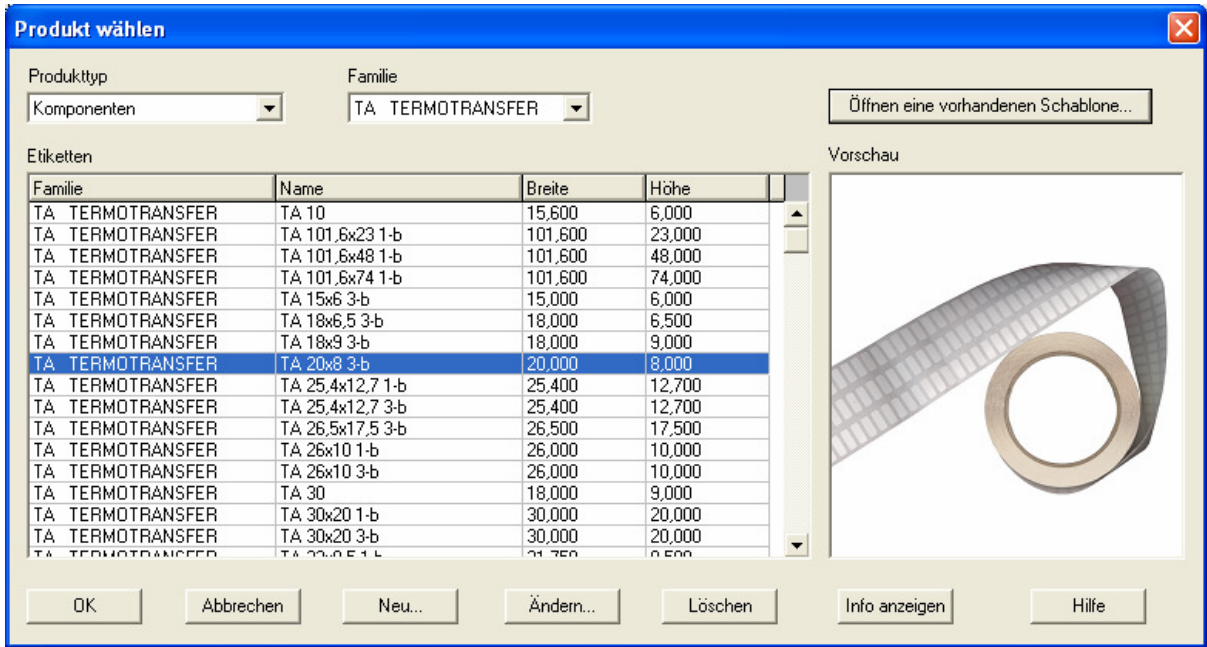 Produkt wählen
Produkttyp Familie
Komponenten TA TERMOTRANSFER Öffnen eine vorhandenen Schablone...
Etiketten Vorschau
Familie Name Breite Höhe
TA TERMOTRANSFER TA 10 15,600 6,000
TA TERMOTRANSFER TA 101,6x23 1-b 101,600 23,000
TA TERMOTRANSFER TA 101,6x48 1-b 101,600 48,000
TA TERMOTRANSFER TA 101,6x74 1-b 101,600 74,000
TA TERMOTRANSFER TA 15x6 3-b 15,000 6,000
TA TERMOTRANSFER TA 18x6,5 3-b 18,000 6,500
TA TERMOTRANSFER TA 18x9 3-b 18,000 9,000
TA TERMOTRANSFER TA 20x8 3-b 20,000 8,000
TA TERMOTRANSFER TA 25,4x12,7 1-b 25,400 12,700
TA TERMOTRANSFER TA 25,4x12,7 3-b 25,400 12,700
TA TERMOTRANSFER TA 26,5x17,5 3-b 26,500 17,500
TA TERMOTRANSFER TA 26x10 1-b 26,000 10,000
TA TERMOTRANSFER TA 26x10 3-b 26,000 10,000
TA TERMOTRANSFER TA 30 18,000 9,000
TA TERMOTRANSFER TA 30x20 1-b 30,000 20,000
TA TERMOTRANSFER TA 30x20 3-b 30,000 20,000
TA TERMOTRANSFER TA
OK Abbrechen Neu... Ändern... Löschen Info anzeigen Hilfe